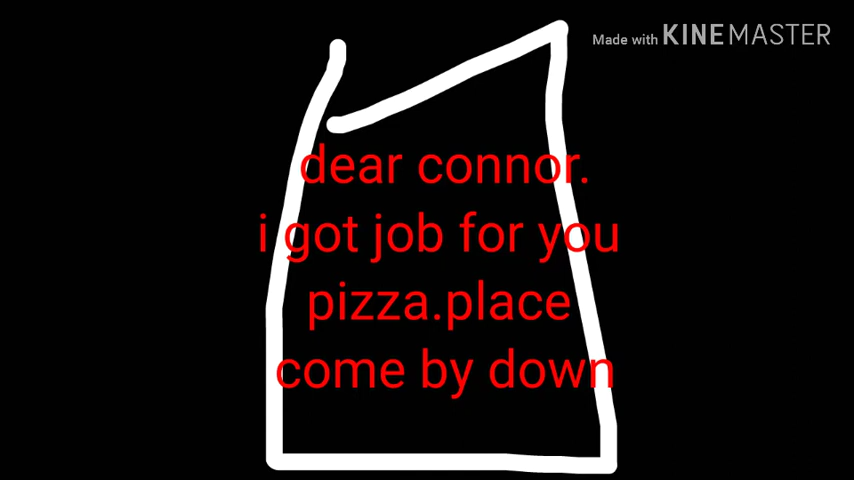 Made with KINEMASTER
dear connor.
i got job for you
pizza.place
come by down